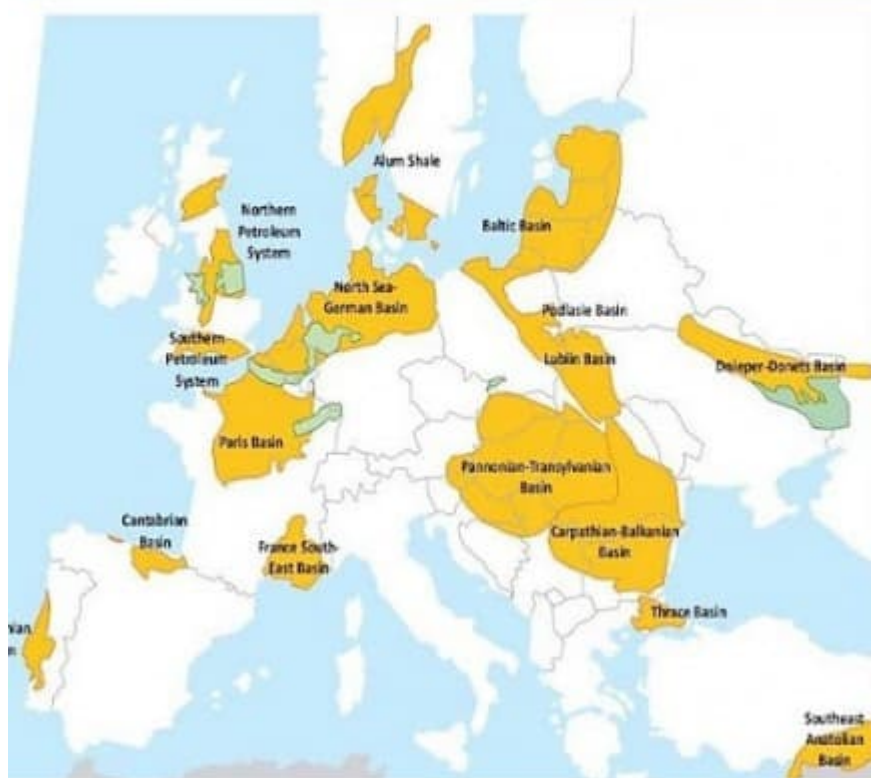 Alum Shale
Northern
Petroleum
System
Baltic Basin
North Sea-
German Basin
Podlasie Basin
Southern
Petroleum
System
Lublin Basin
Dnieper-Donets Basin
Paris Basin
Pannonian-Transylvanian
Basin
Cantabrian
Basin
Carpathian-Balkanian
Basin
France South-
East Basin
Thrace Basin
nian
n
Southeast
Anatolian
Basin